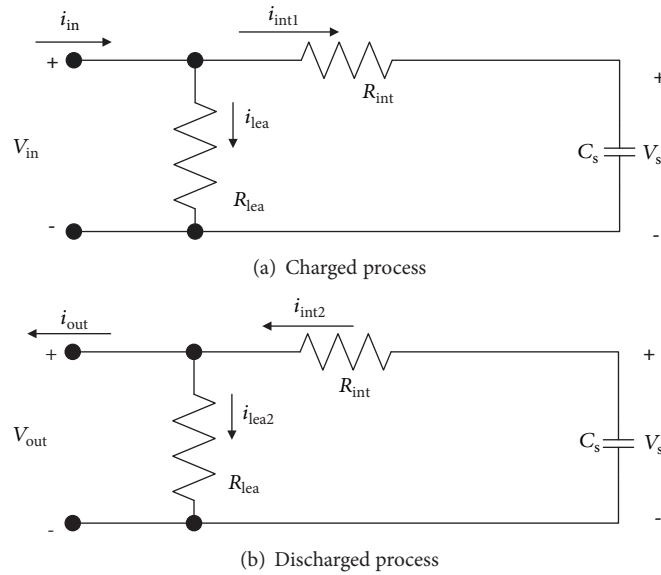 i_in
i_int1
+
R_int
+
i_lea
V_in
C_s
V_s
R_lea
-
-
(a) Charged process
i_out
i_int2
+
R_int
+
i_lea2
V_out
C_s
V_s
R_lea
-
-
(b) Discharged process